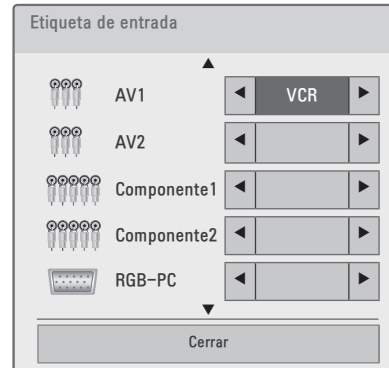 Etiqueta de entrada
AV1
VCR
AV2
Componente1
Componente2
RGB-PC
Cerrar